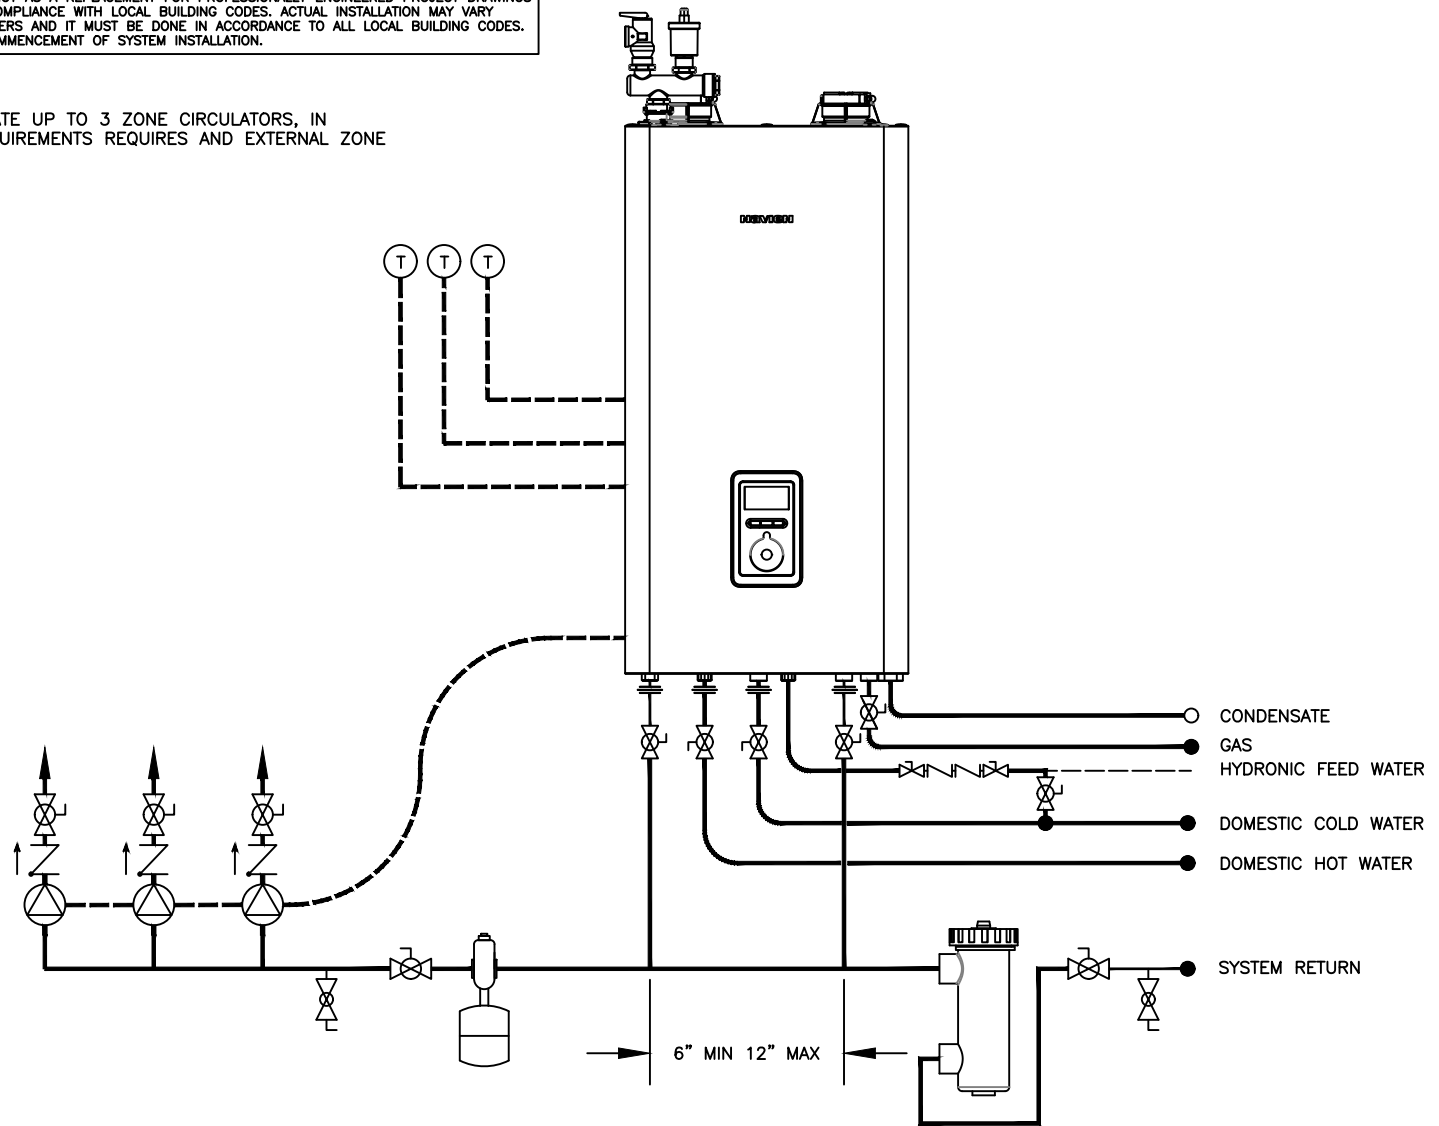 COMPLIANCE WITH LOCAL BUILDING CODES. ACTUAL INSTALLATION MAY VARY
ERS AND IT MUST BE DONE IN ACCORDANCE TO ALL LOCAL BUILDING CODES.
MMENCEMENT OF SYSTEM INSTALLATION.
ATE UP TO 3 ZONE CIRCULATORS, IN
UIREMENTS REQUIRES AND EXTERNAL ZONE
T T T
CONDENSATE
GAS
HYDRONIC FEED WATER
DOMESTIC COLD WATER
DOMESTIC HOT WATER
SYSTEM RETURN
6” MIN 12” MAX